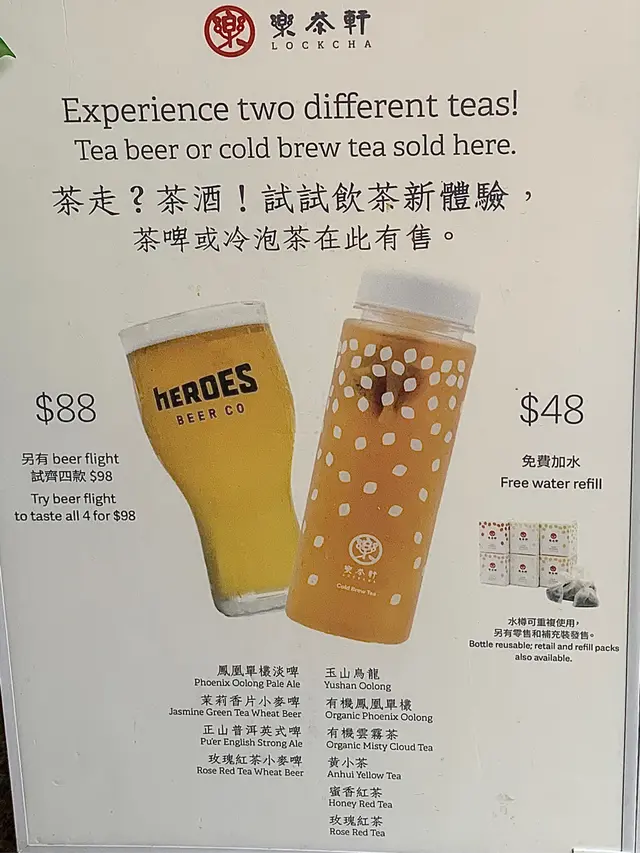 樂茶軒
LOCKCHA
Experience two different teas!
Tea beer or cold brew tea sold here.
茶走？茶酒！試試飲茶新體驗，
茶啤或冷泡茶在此有售。
HEROES
BEER CO
$88
另有 beer flight
試齊四款 $98
Try beer flight
to taste all 4 for $98
樂茶軒
LOCKCHA
Cold Brew Tea
$48
免費加水
Free water refill
水樽可重複使用，
另有零售和補充裝發售。
Bottle reusable; retail and refill packs
also available.
鳳凰單欉淡啤
Phoenix Oolong Pale Ale
茉莉香片小麥啤
Jasmine Green Tea Wheat Beer
正山普洱英式啤
Pu'er English Strong Ale
玫瑰紅茶小麥啤
Rose Red Tea Wheat Beer
玉山烏龍
Yushan Oolong
有機鳳凰單欉
Organic Phoenix Oolong
有機雲霧茶
Organic Misty Cloud Tea
黃小茶
Anhui Yellow Tea
蜜香紅茶
Honey Red Tea
玫瑰紅茶
Rose Red Tea